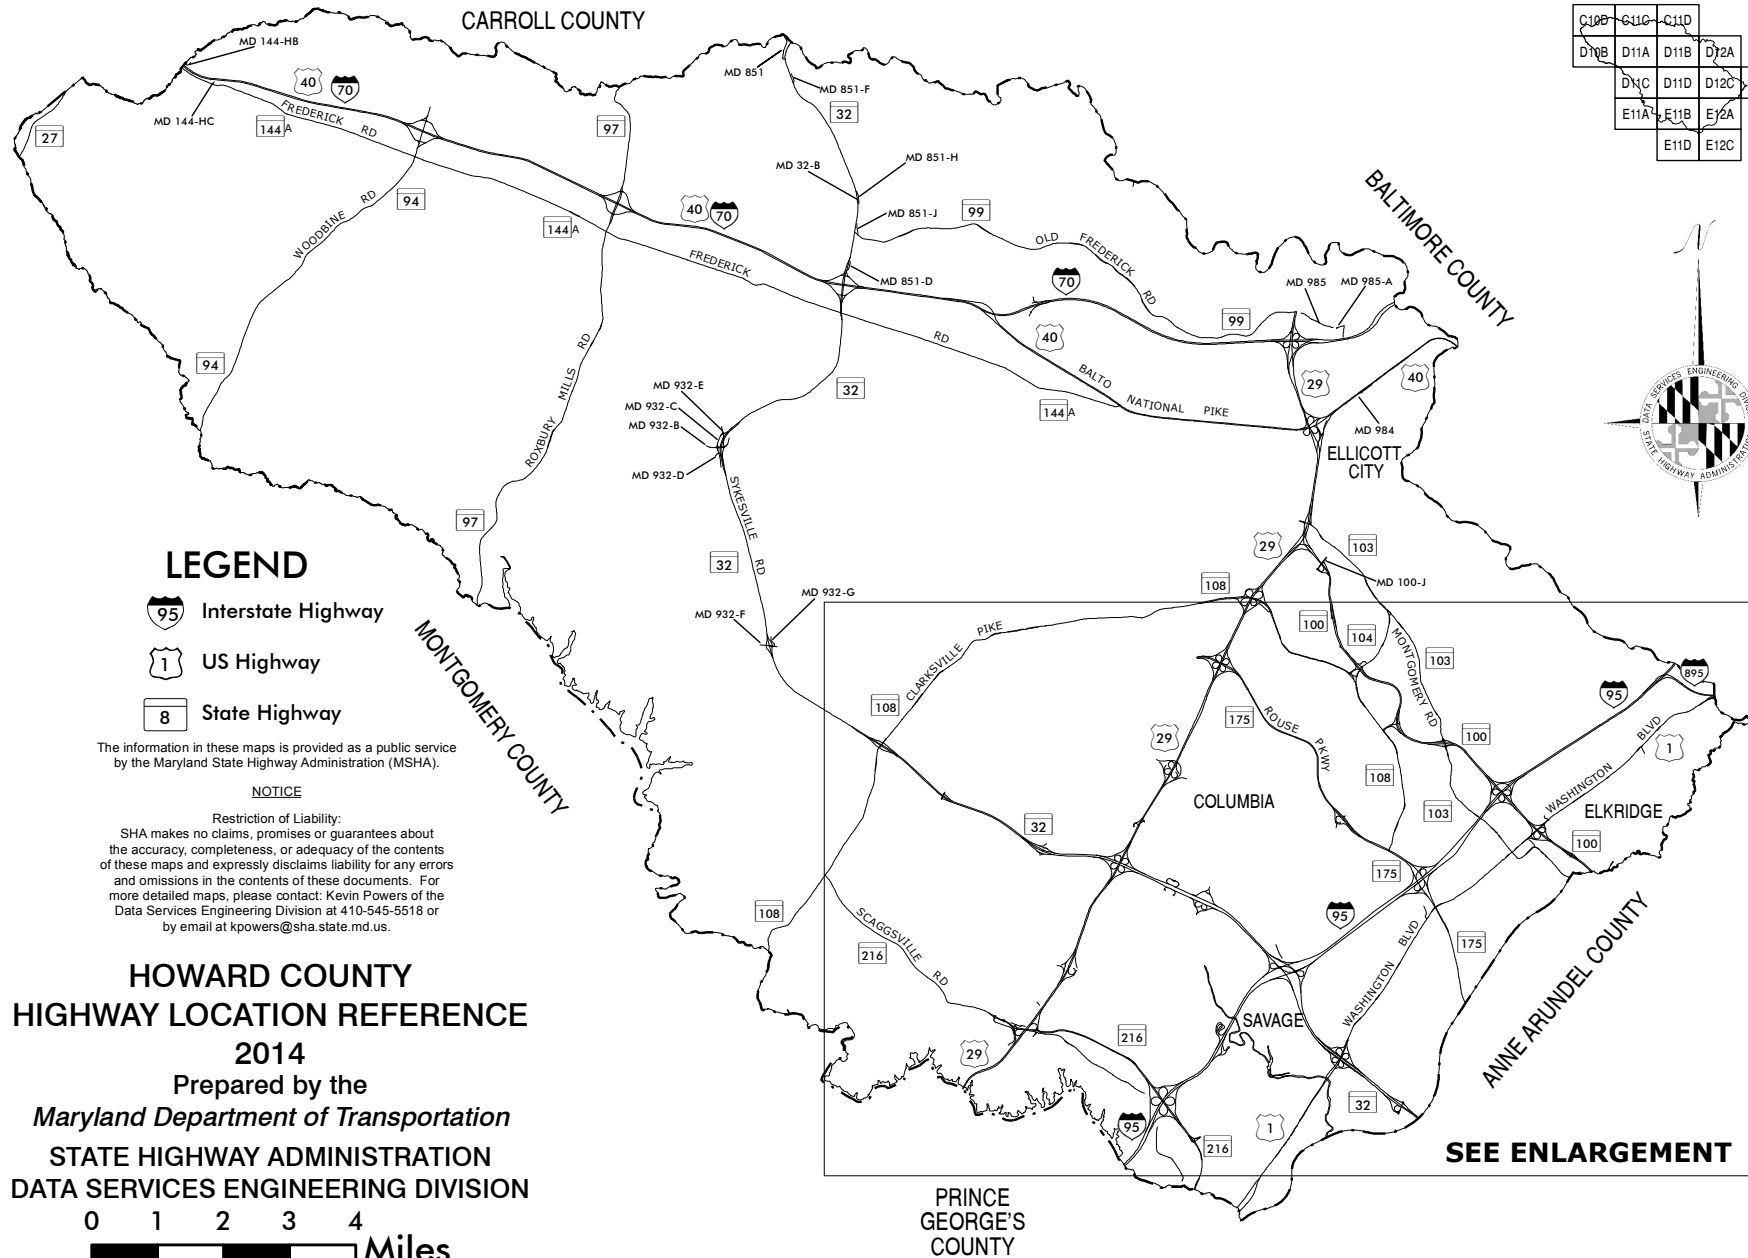 CARROLL COUNTY
C10D C11C C11D
D10B D11A D11B D12A
D11C D11D D12C
E11A E11B E12A
E11D E12C
MD 144-HB
40
70
MD 144-HC
FREDERICK RD
144 A
27
97
MD 851
MD 851-F
32
MD 32-B
MD 851-H
MD 851-J
99
OLD FREDERICK RD
BALTIMORE COUNTY
WOODBINE RD
94
144 A
40
70
FREDERICK RD
MD 851-D
70
MD 985
MD 985-A
99
40
BALTO NATIONAL PIKE
29
40
MD 984
144 A
94
ROXBURY MILLS RD
32
MD 932-E
MD 932-C
MD 932-B
MD 932-D
ELLICOTT
CITY
DATA SERVICES ENGINEERING
STATE HIGHWAY
97
SYKESVILLE RD
32
29
103
MD 100-J
108
MD 932-G
MD 932-F
LEGEND
95 Interstate Highway
1 US Highway
8 State Highway
The information in these maps is provided as a public service
by the Maryland State Highway Administration (MSHA).
NOTICE
Restriction of Liability:
SHA makes no claims, promises or guarantees about
the accuracy, completeness, or adequacy of the contents
of these maps and expressly disclaims liability for any errors
and omissions in the contents of these documents. For
more detailed maps, please contact: Kevin Powers of the
Data Services Engineering Division at 410-545-5518 or
by email at kpowers@sha.state.md.us.
MONTGOMERY COUNTY
CLARKSVILLE PIKE
108
100
104
MONTGOMERY RD
103
95
895
175
ROUSE PKWY
29
100
WASHINGTON BLVD
1
108
COLUMBIA
103
ELKRIDGE
32
100
175
108
SCAGGSVILLE RD
216
95
WASHINGTON BLVD
175
ANNE ARUNDEL COUNTY
SAVAGE
216
29
32
95
1
216
SEE ENLARGEMENT
PRINCE
GEORGE'S
COUNTY
HOWARD COUNTY
HIGHWAY LOCATION REFERENCE
2014
Prepared by the
Maryland Department of Transportation
STATE HIGHWAY ADMINISTRATION
DATA SERVICES ENGINEERING DIVISION
0 1 2 3 4
Miles